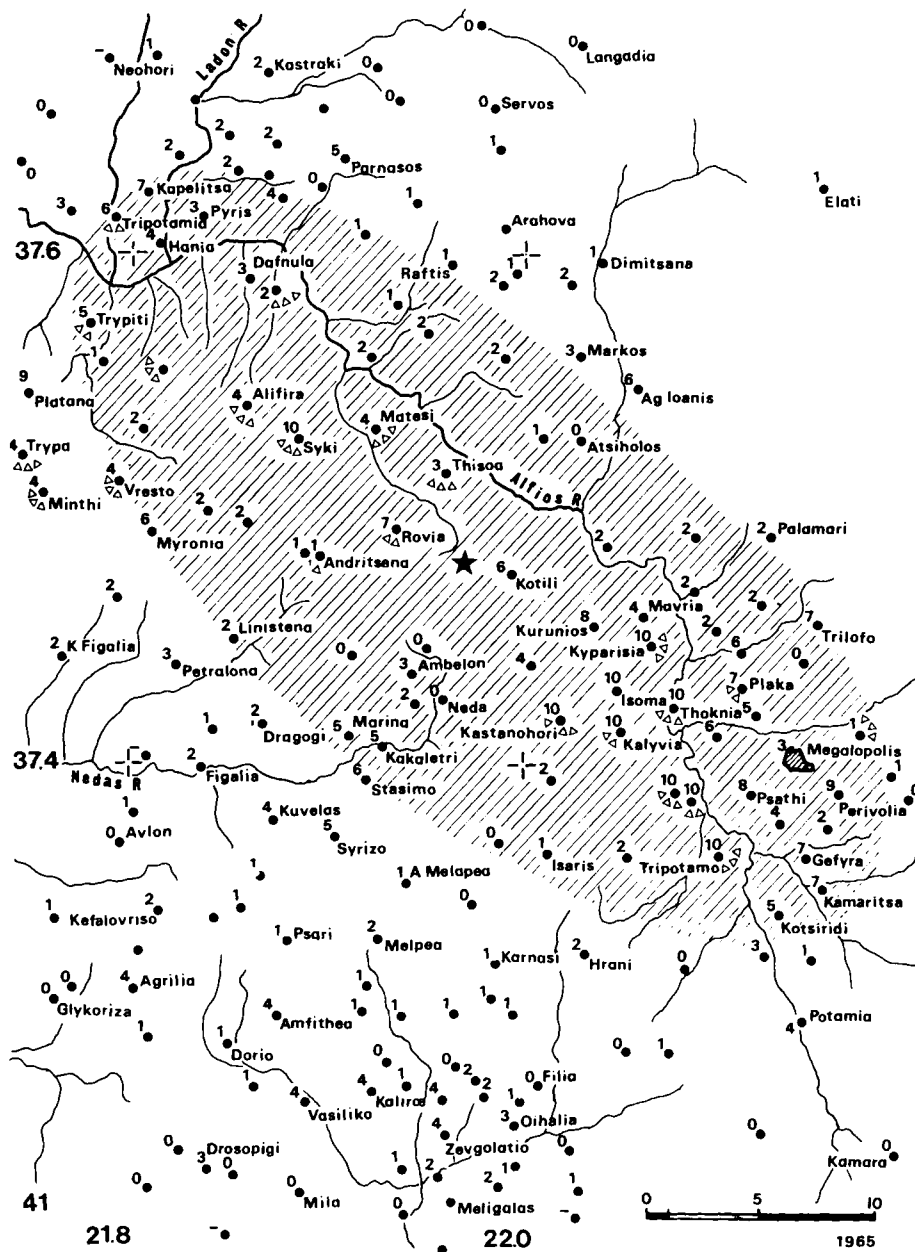 0
0
Langadia
1
Neohori
Ladon R
2 Kastraki
0
0
0 Servos
0
2
2
1
0
2
2
5
Parnasos
7
Kapelitsa
0
4
1
1
Elati
3
6
Tripotamia
3
Pyris
4
Hania
1
Arahova
37.6
Dafnula
3
2
Raftis
1
1
2
2
1
Dimitsana
5
Trypiti
1
1
2
2
2
3
Markos
9
Platana
6
Ag Ioanis
4
Alifira
2
10
Syki
4
Matesi
1
0
Atsiholos
4
Trypa
4
Minthi
4
Vresto
3
Thisoa
Alfios R
6
Myronia
2
2
7
Rovia
2
2
2
Palamari
1
1
Andritsena
6
Kotili
2
2
2
Linistena
0
0
Kurunios
8
4
Mavria
2
7
Trilofo
2 K Figalia
3
Petralona
3
Ambelon
4
Kyparisia
10
6
0
2
0
Neda
Isoma
10
10
Thoknia
7
Plaka
5
2
Dragogi
5
Marina
5
Kakaletri
10
Kastanohori
10
Kalyvia
6
1
37.4
Nedas R
2
Figalia
6
Stasimo
2
3
Megalopolis
1
10
10
8
Psathi
9
Perivolia
0
1
0
Avlon
4
Kuvelas
5
Syrizo
0
1
Isaris
2
Tripotamo
3
4
2
7
Gefyra
1
1 A Melapea
0
7
Kamaritsa
1
Kefalovriso
2
1
5
Kotsiridi
1
Psari
2
Melpea
1
Karnasi
2
Hrani
0
3
1
0
0
Glykoriza
4
Agrilia
1
4
Amfithea
1
1
1
1
Potamia
4
1
1
Dorio
0
1
0
1
1
4
Vasiliko
4
Kaliroi
1
0
2
2
4
0
Filia
1
3
Oihalia
0
3
Drosopigi
0
0
4
Zevgolatio
0
1
2
1
2
0
Kamara
Mila
0
Meligalas
1
41
21.8
22.0
0 5 10
1965